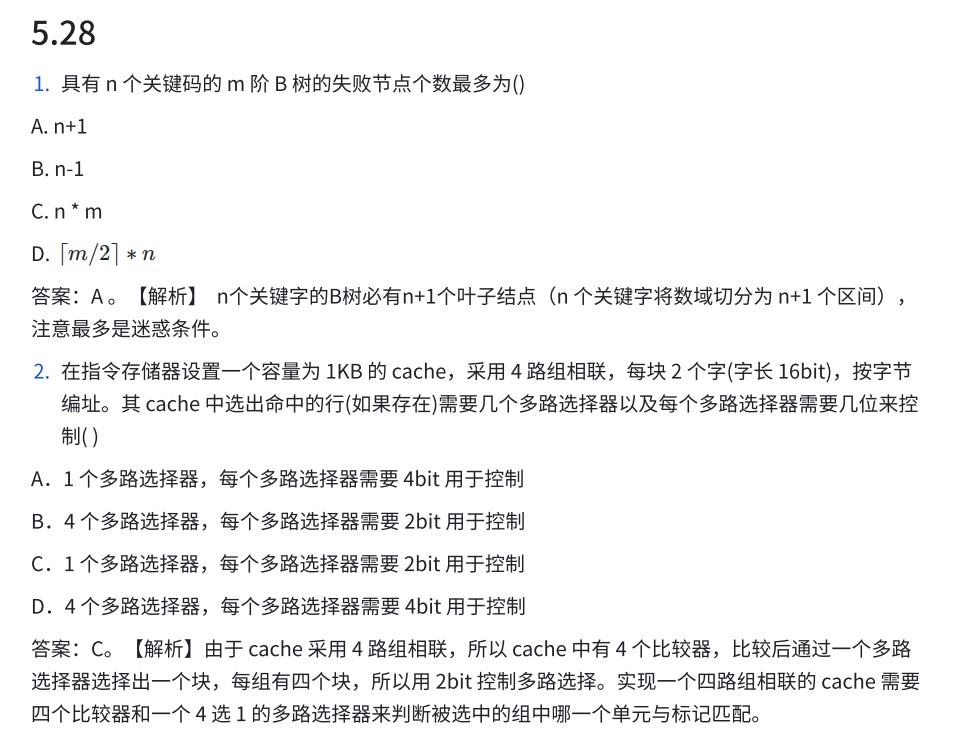 5.28
1. 具有 n 个关键码的 m 阶 B 树的失败节点个数最多为()
A. n+1
B. n-1
C. n * m
D. ⌈m/2⌉ * n
答案：A 。【解析】 n个关键字的B树必有n+1个叶子结点（n 个关键字将数域切分为 n+1 个区间），
注意最多是迷惑条件。
2. 在指令存储器设置一个容量为 1KB 的 cache，采用 4 路组相联，每块 2 个字(字长 16bit)，按字节
编址。其 cache 中选出命中的行(如果存在)需要几个多路选择器以及每个多路选择器需要几位来控
制( )
A．1 个多路选择器，每个多路选择器需要 4bit 用于控制
B．4 个多路选择器，每个多路选择器需要 2bit 用于控制
C．1 个多路选择器，每个多路选择器需要 2bit 用于控制
D．4 个多路选择器，每个多路选择器需要 4bit 用于控制
答案：C。【解析】由于 cache 采用 4 路组相联，所以 cache 中有 4 个比较器，比较后通过一个多路
选择器选择出一个块，每组有四个块，所以用 2bit 控制多路选择。实现一个四路组相联的 cache 需要
四个比较器和一个 4 选 1 的多路选择器来判断被选中的组中哪一个单元与标记匹配。